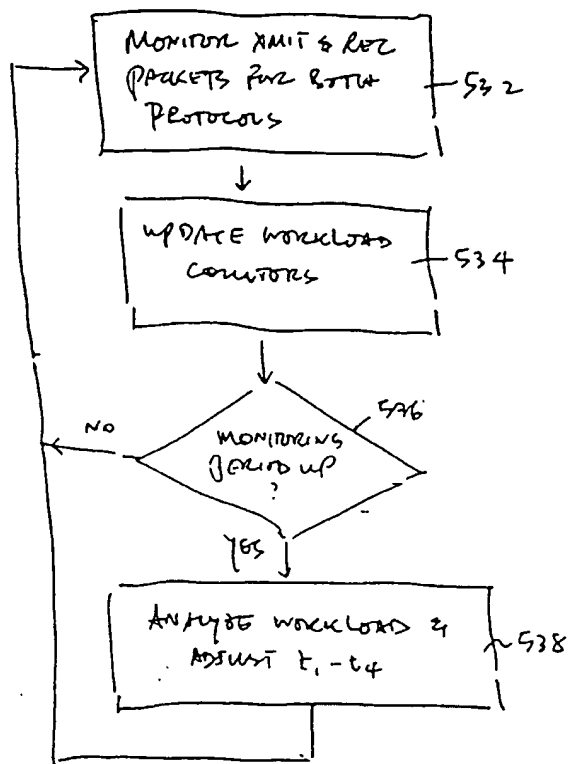 MONITOR XMIT & REC
PACKETS FOR BOTH
PROTOCOLS
532
UPDATE WORKLOAD
COUNTORS
534
536
NO
MONITORING
PERIOD UP
?
YES
ANALYZE WORKLOAD &
ADJUST t1-t4
538